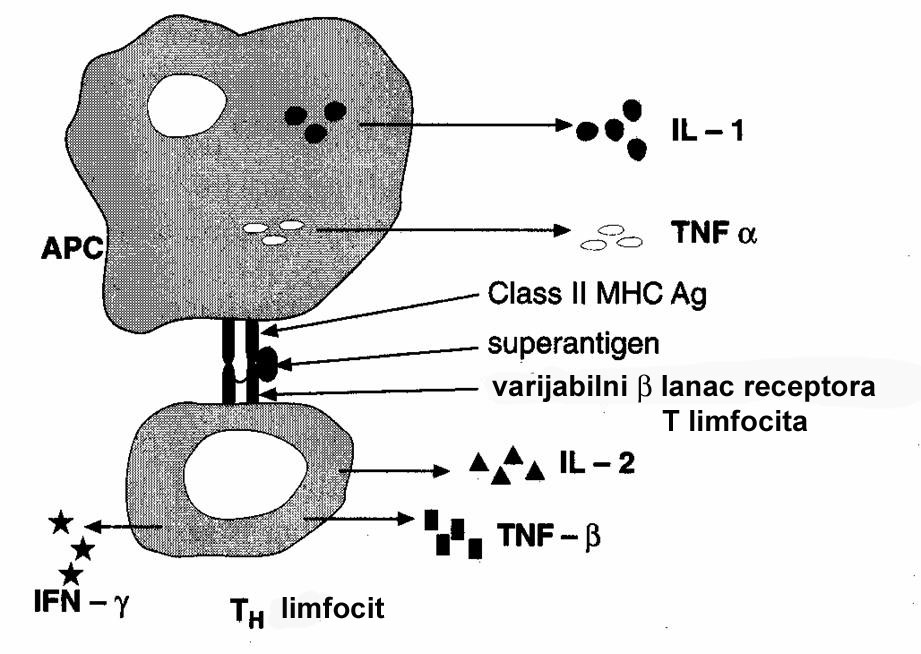 IL – 1
TNF α
APC
Class II MHC Ag
superantigen
varijabilni β lanac receptora
T limfocita
IL – 2
TNF – β
IFN – γ
TH limfocit